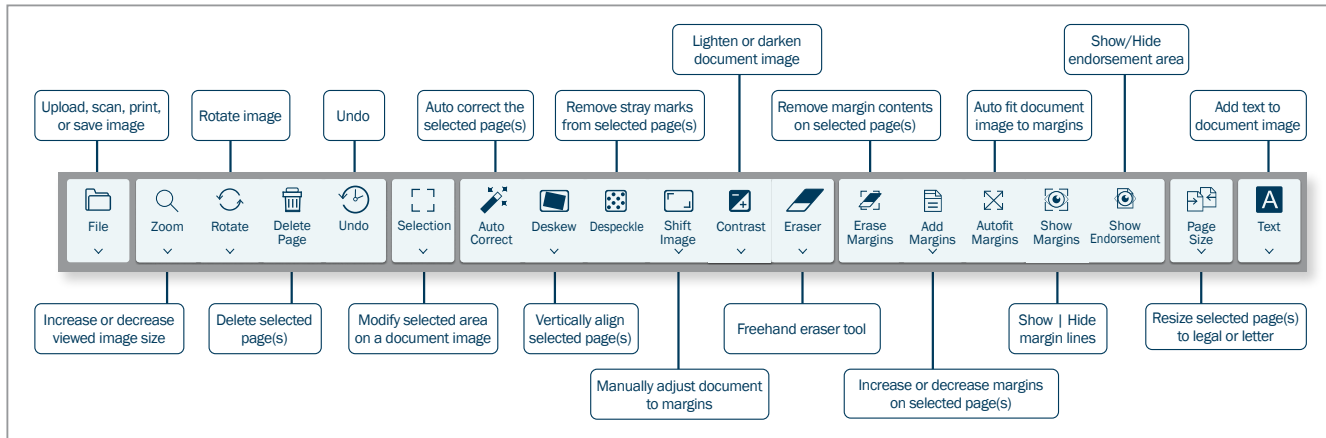 Lighten or darken
document image
Show/Hide
endorsement area
Upload, scan, print,
or save image
Rotate image
Undo
Auto correct the
selected page(s)
Remove stray marks
from selected page(s)
Remove margin contents
on selected page(s)
Auto fit document
image to margins
Add text to
document image
File
Zoom
Rotate
Delete
Page
Undo
Selection
Auto
Correct
Deskew
Despeckle
Shift
Image
Contrast
Eraser
Erase
Margins
Add
Margins
Autofit
Margins
Show
Margins
Show
Endorsement
Page
Size
A
Text
Increase or decrease
viewed image size
Delete selected
page(s)
Modify selected area
on a document image
Vertically align
selected page(s)
Freehand eraser tool
Show | Hide
margin lines
Resize selected page(s)
to legal or letter
Manually adjust document
to margins
Increase or decrease margins
on selected page(s)